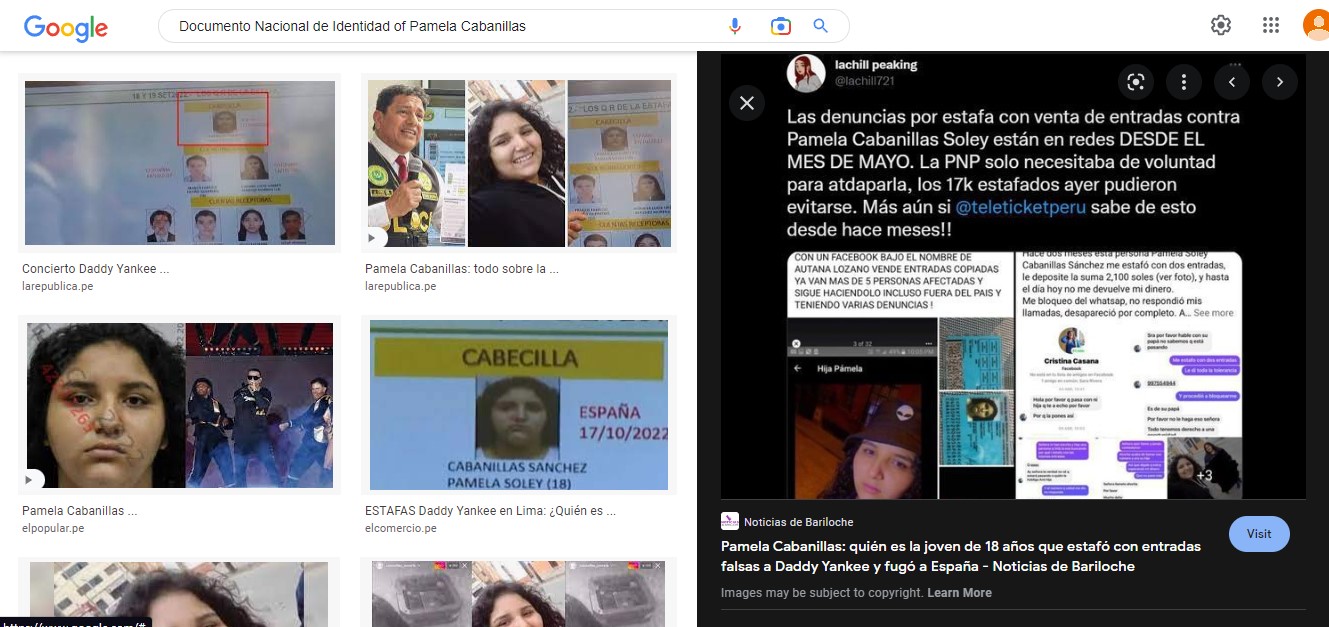 Google
Documento Nacional de Identidad of Pamela Cabanillas
Concierto Daddy Yankee ...
larepublica.pe
Pamela Cabanillas: todo sobre la ...
larepublica.pe
Pamela Cabanillas ...
elpopular.pe
CABECILLA
ESPAÑA
17/10/2022
CABANILLAS SANCHEZ
PAMELA SOLEY (18)
ESTAFAS Daddy Yankee en Lima: ¿Quién es ...
elcomercio.pe
lachill peaking
@lachill721
Las denuncias por estafa con venta de entradas contra
Pamela Cabanillas Soley están en redes DESDE EL
MES DE MAYO. La PNP solo necesitaba de voluntad
para atdaparla, los 17k estafados ayer pudieron
evitarse. Más aún si @teleticketperu sabe de esto
desde hace meses!!
CON UN FACEBOOK BAJO EL NOMBRE DE
AUTANA LOZANO VENDE ENTRADAS COPIADAS
YA VAN MAS DE 5 PERSONAS AFECTADAS Y
SIGUE HACIENDOLO INCLUSO FUERA DEL PAIS Y
TENIENDO VARIAS DENUNCIAS !
3 of 32
Hija Pámela
Hace dos meses esta persona Pamela Soley
Cabanillas Sánchez me estafó con dos entradas,
le deposite la suma 2,100 soles (ver foto), y hasta
el día hoy no me devuelve mi dinero.
Me bloqueo del whatsap, no respondió mis
llamadas, desapareció por completo. A... See more
Cristina Casana
Facebook
+3
Noticias de Bariloche
Visit
Pamela Cabanillas: quién es la joven de 18 años que estafó con entradas
falsas a Daddy Yankee y fugó a España - Noticias de Bariloche
Images may be subject to copyright. Learn More